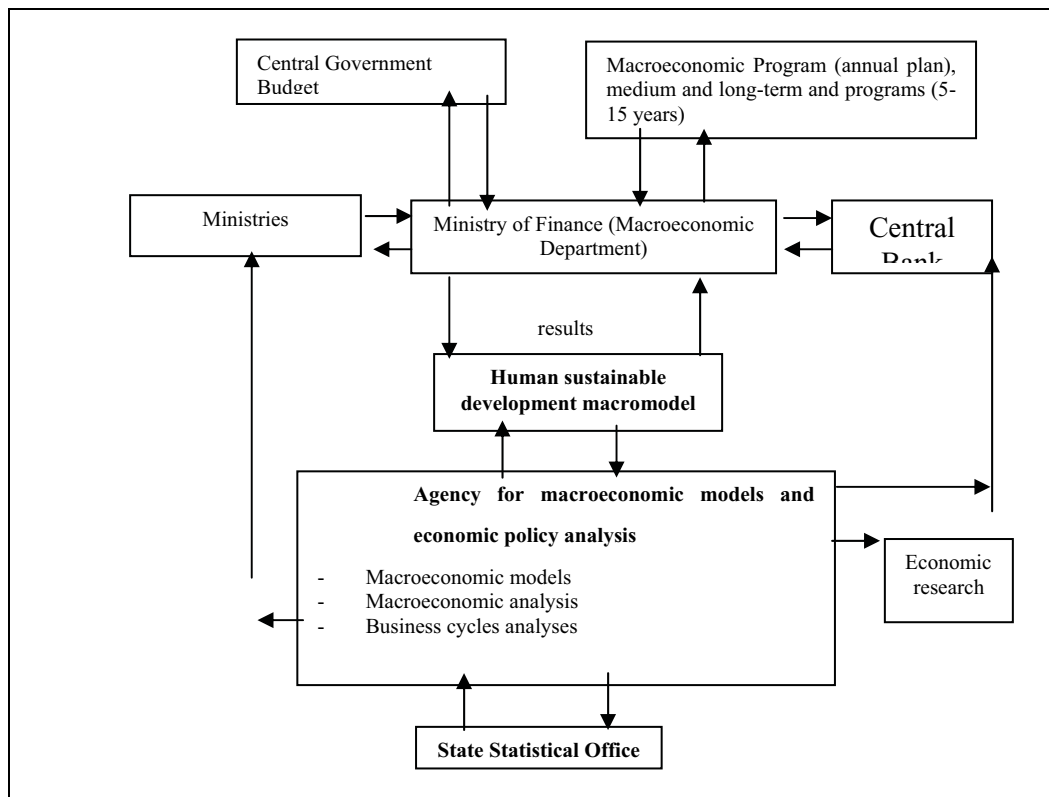 Central Government
Budget
Macroeconomic Program (annual plan),
medium and long-term and programs (5-
15 years)
Ministries
Ministry of Finance (Macroeconomic
Department)
Central
Bank
results
Human sustainable
development macromodel
Agency for macroeconomic models and
economic policy analysis
- Macroeconomic models
- Macroeconomic analysis
- Business cycles analyses
Economic
research
State Statistical Office